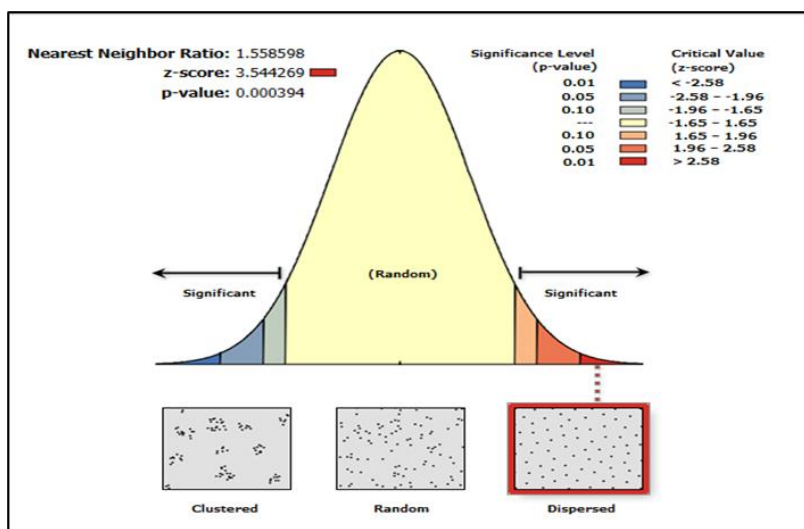 Nearest Neighbor Ratio: 1.558598
z-score: 3.544269
p-value: 0.000394
Significance Level
(p-value)
Critical Value
(z-score)
0.01 < -2.58
0.05 -2.58 - -1.96
0.10 -1.96 - -1.65
--- -1.65 - 1.65
0.10 1.65 - 1.96
0.05 1.96 - 2.58
0.01 > 2.58
Significant
(Random)
Significant
Clustered
Random
Dispersed